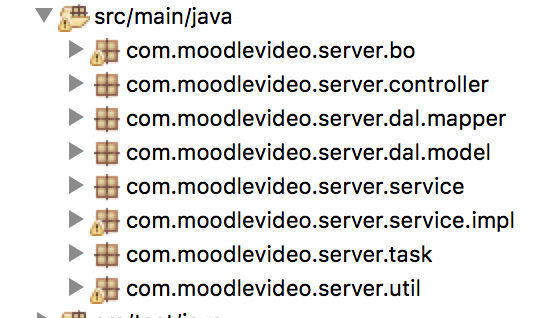 src/main/java
com.moodlevideo.server.bo
com.moodlevideo.server.controller
com.moodlevideo.server.dal.mapper
com.moodlevideo.server.dal.model
com.moodlevideo.server.service
com.moodlevideo.server.service.impl
com.moodlevideo.server.task
com.moodlevideo.server.util